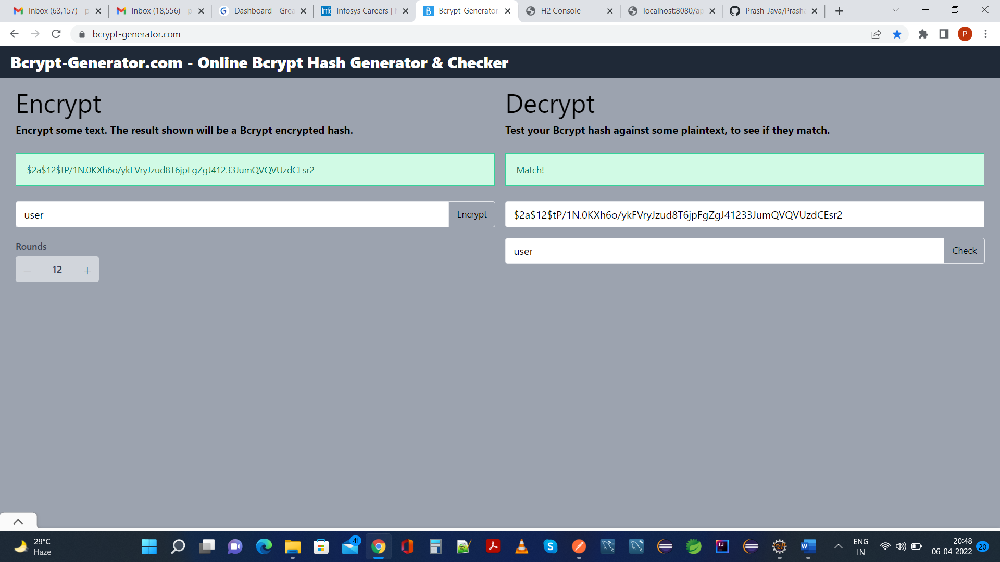 Inbox (63,157) - p
Inbox (18,556) - p
Dashboard - Grea
Infosys Careers | M
Bcrypt-Generator
H2 Console
localhost:8080/ap
Prash-Java/Prasha
bcrypt-generator.com
P
Bcrypt-Generator.com - Online Bcrypt Hash Generator & Checker
Encrypt
Encrypt some text. The result shown will be a Bcrypt encrypted hash.
$2a$12$tP/1N.0KXh6o/ykFVryJzud8T6jpFgZgJ41233JumQVQVUzdCEsr2
user
Encrypt
Rounds
12
Decrypt
Test your Bcrypt hash against some plaintext, to see if they match.
Match!
$2a$12$tP/1N.0KXh6o/ykFVryJzud8T6jpFgZgJ41233JumQVQVUzdCEsr2
user
Check
29°C
Haze
41
ENG
IN
20:48
06-04-2022
20